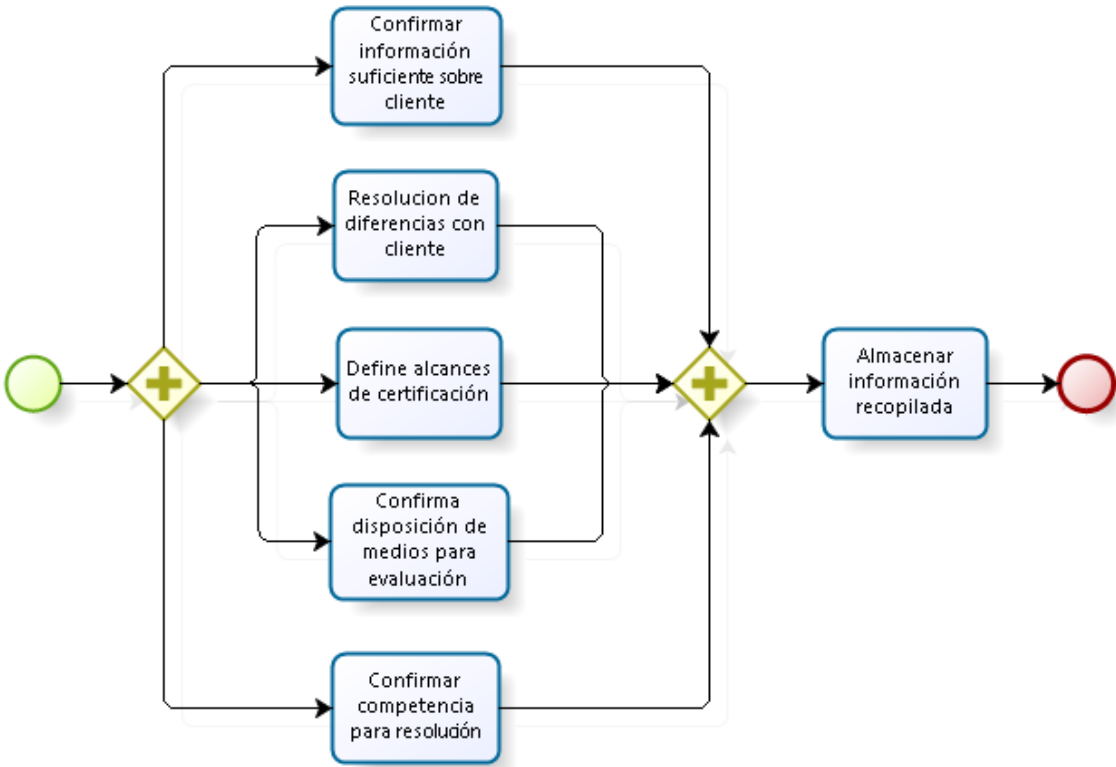 Confirmar
información
suficiente sobre
cliente
Resolucion de
diferencias con
cliente
Define alcances
de certificación
Confirma
disposición de
medios para
evaluación
Confirmar
competencia
para resolución
Almacenar
información
recopilada